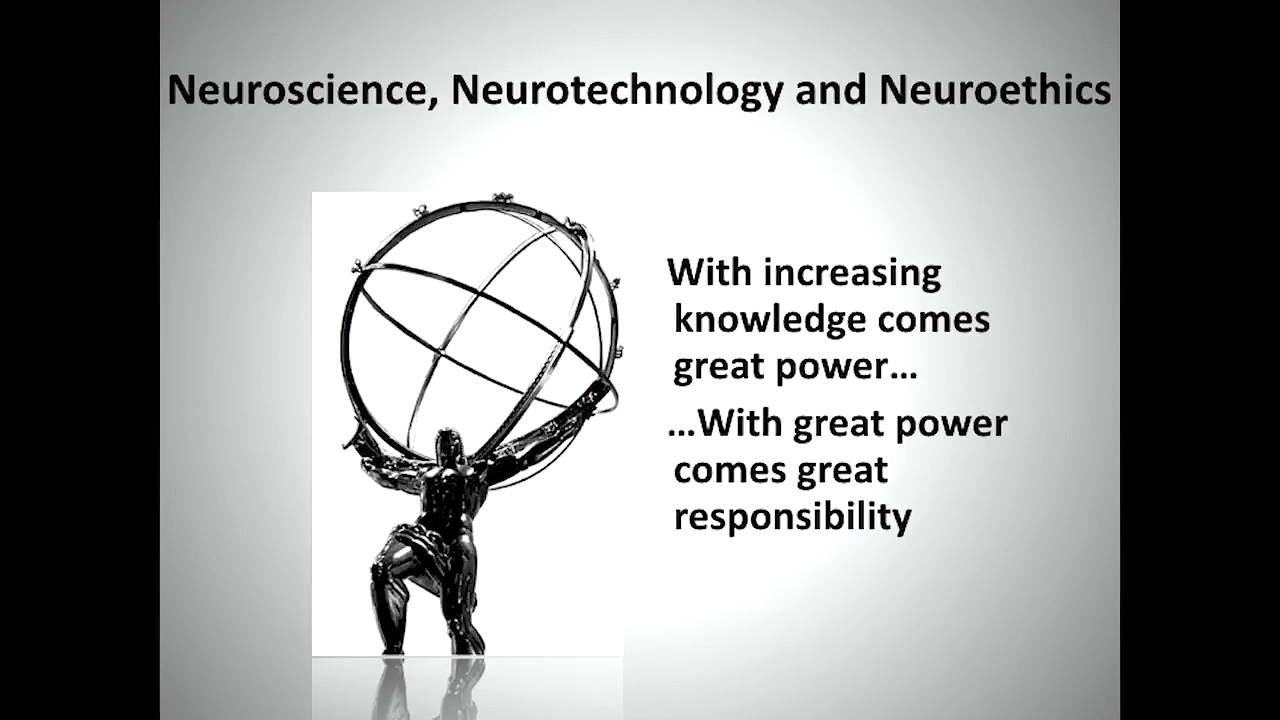 Neuroscience, Neurotechnology and Neuroethics
With increasing
knowledge comes
great power...
...With great power
comes great
responsibility